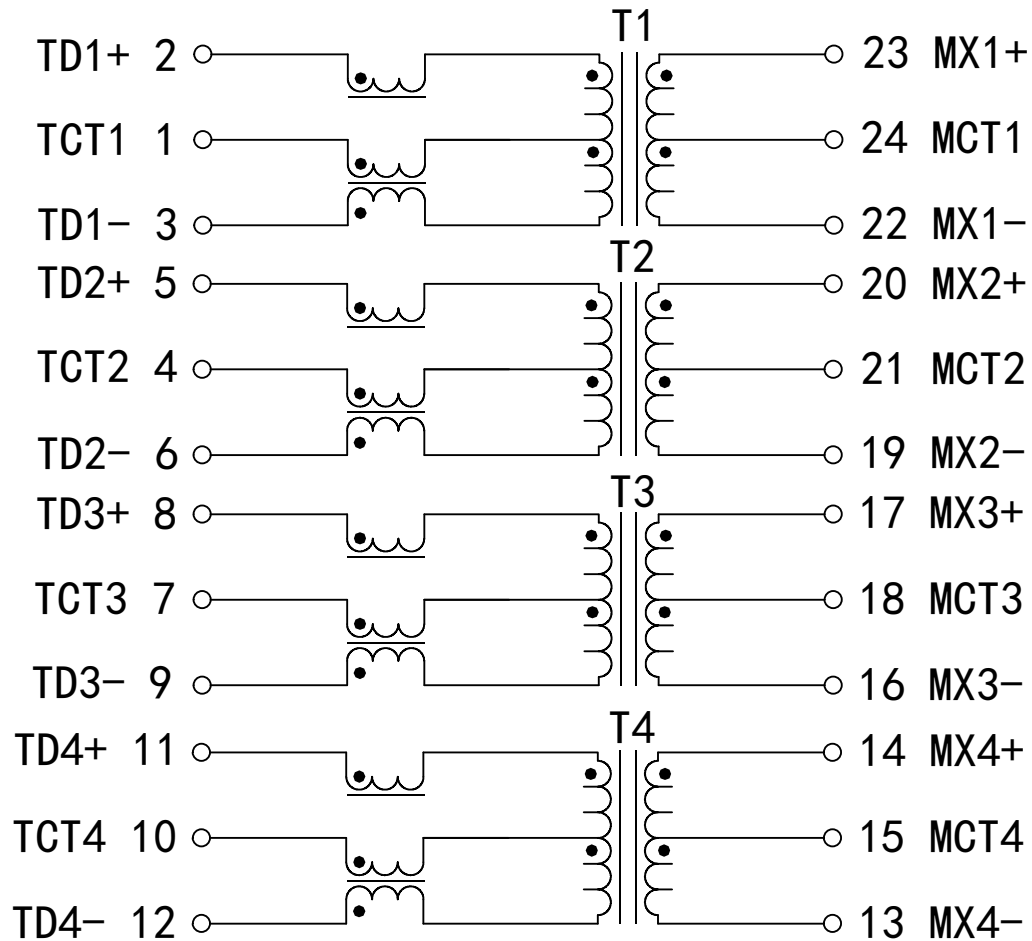 T1
TD1+ 2 23 MX1+
TCT1 1 24 MCT1
TD1- 3 22 MX1-
T2
TD2+ 5 20 MX2+
TCT2 4 21 MCT2
TD2- 6 19 MX2-
T3
TD3+ 8 17 MX3+
TCT3 7 18 MCT3
TD3- 9 16 MX3-
T4
TD4+ 11 14 MX4+
TCT4 10 15 MCT4
TD4- 12 13 MX4-